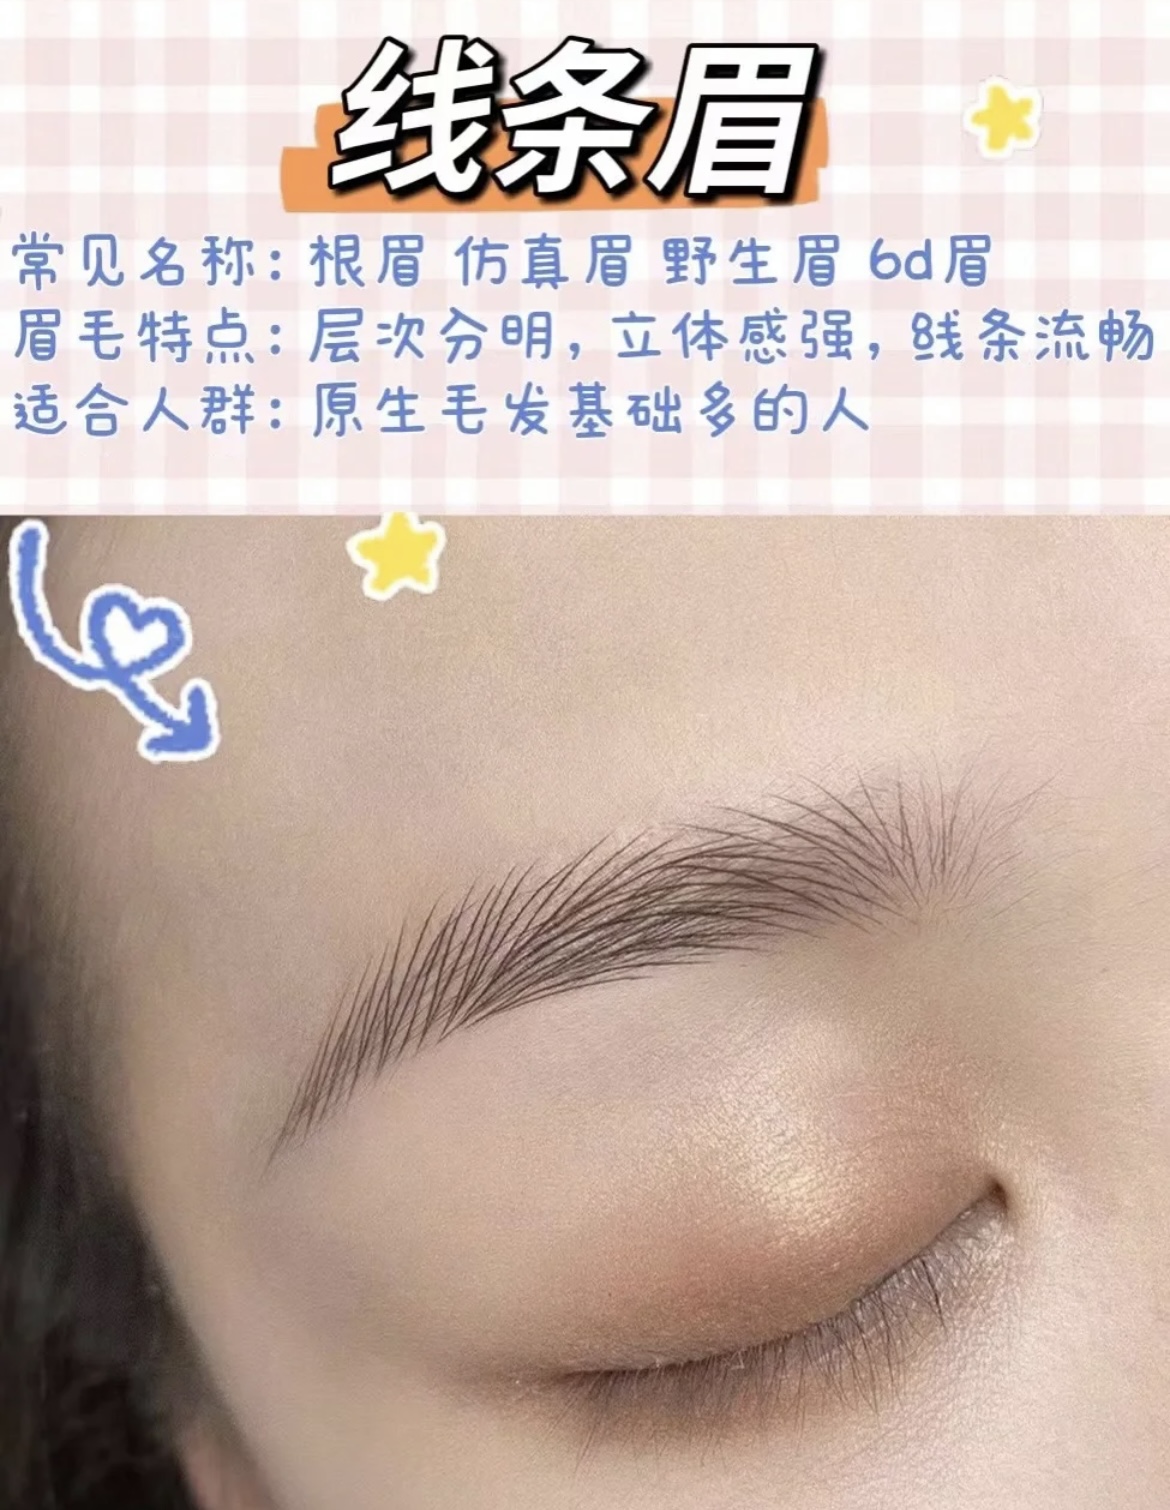 线条眉
常见名称：根眉 仿真眉 野生眉 6d眉
眉毛特点：层次分明，立体感强，线条流畅
适合人群：原生毛发基础多的人